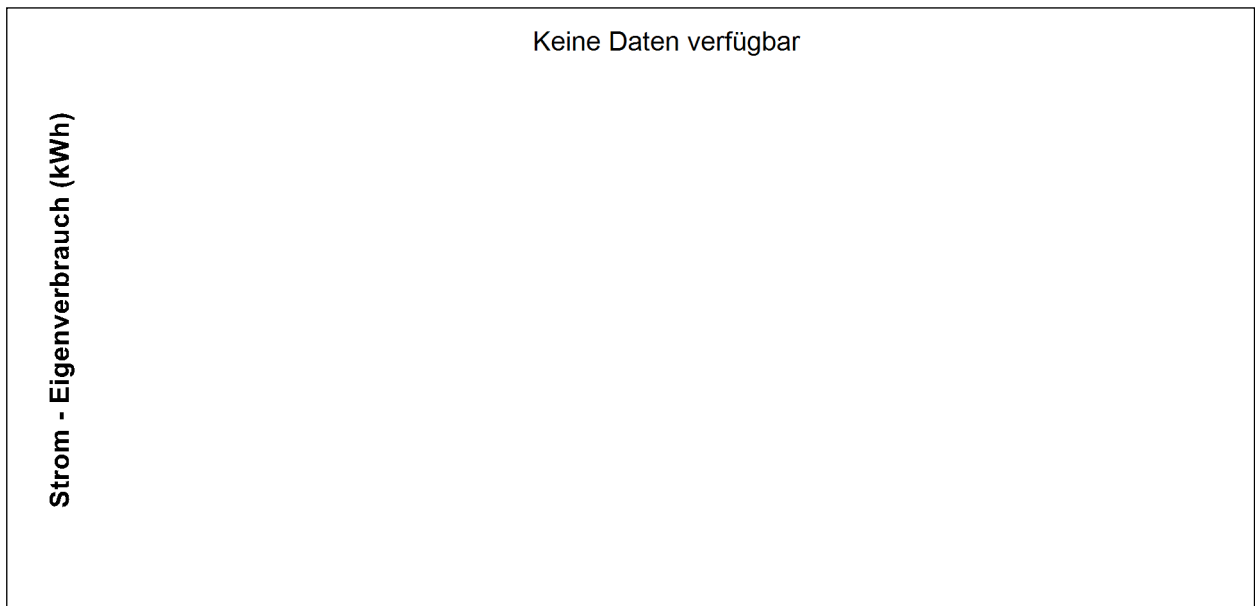 Keine Daten verfügbar
Strom - Eigenverbrauch (kWh)